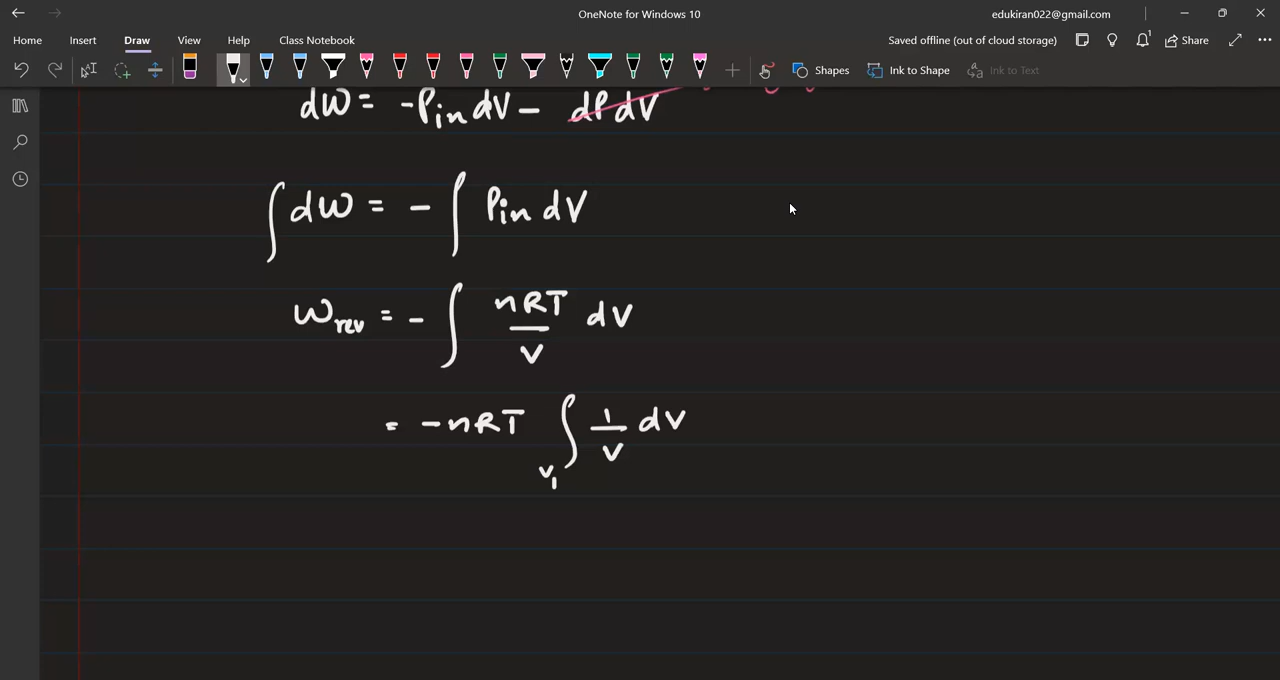 OneNote for Windows 10 edukiran022@gmail.com
Home Insert Draw View Help Class Notebook Saved offline (out of cloud storage) Share
Shapes Ink to Shape Ink to Text
dW = -Pin dV - dP dV
∫ dW = - ∫ Pin dV
Wrev = - ∫ nRT/V dV
= -nRT ∫V1 1/V dV